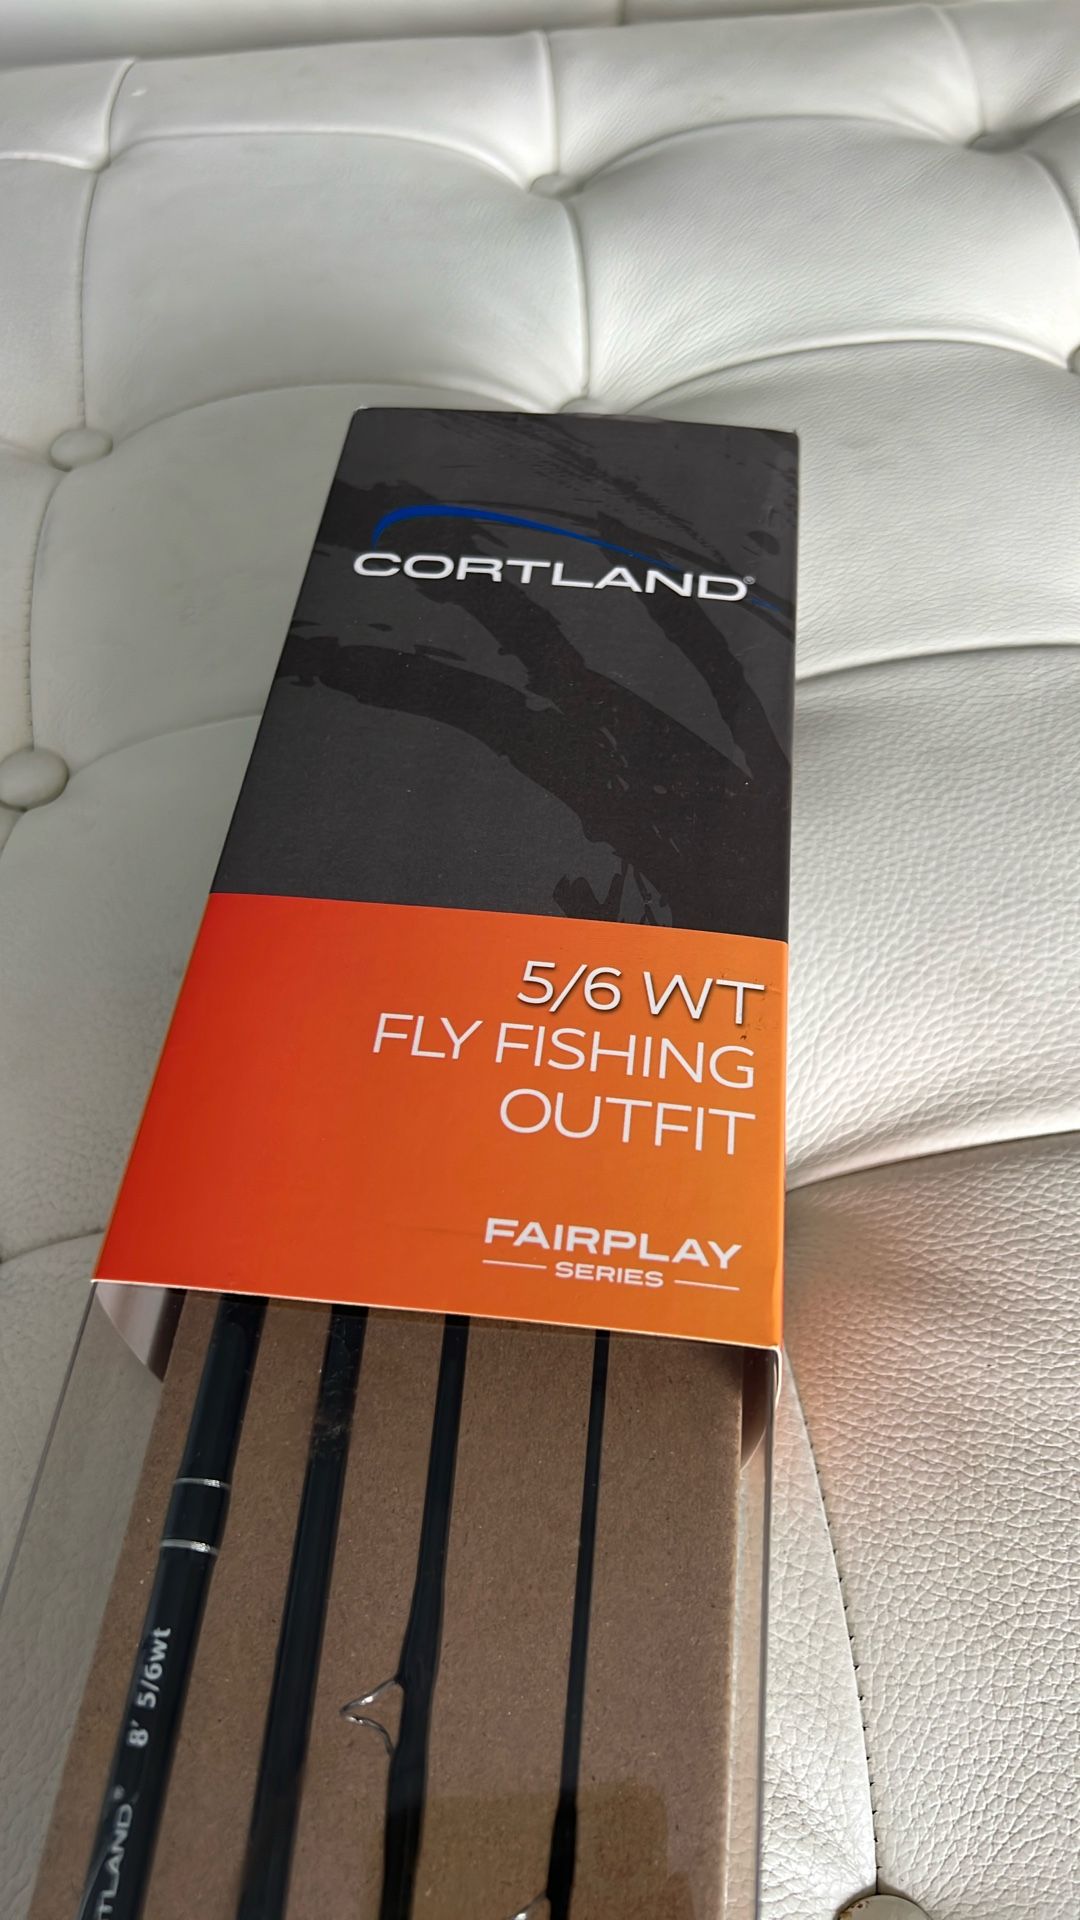 CORTLAND®
5/6 WT
FLY FISHING
OUTFIT
FAIRPLAY
SERIES
8' 5/6wt
TLAND®